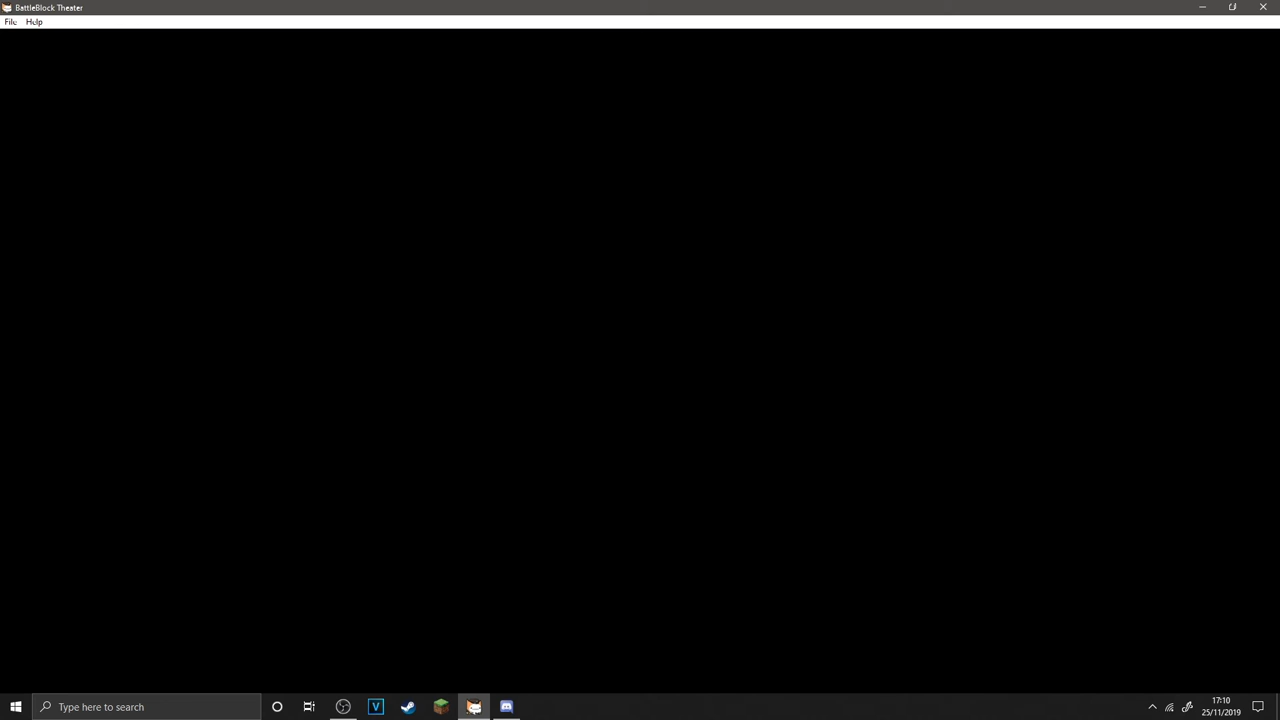 BattleBlock Theater
File Help
Type here to search
V
17:10
25/11/2019